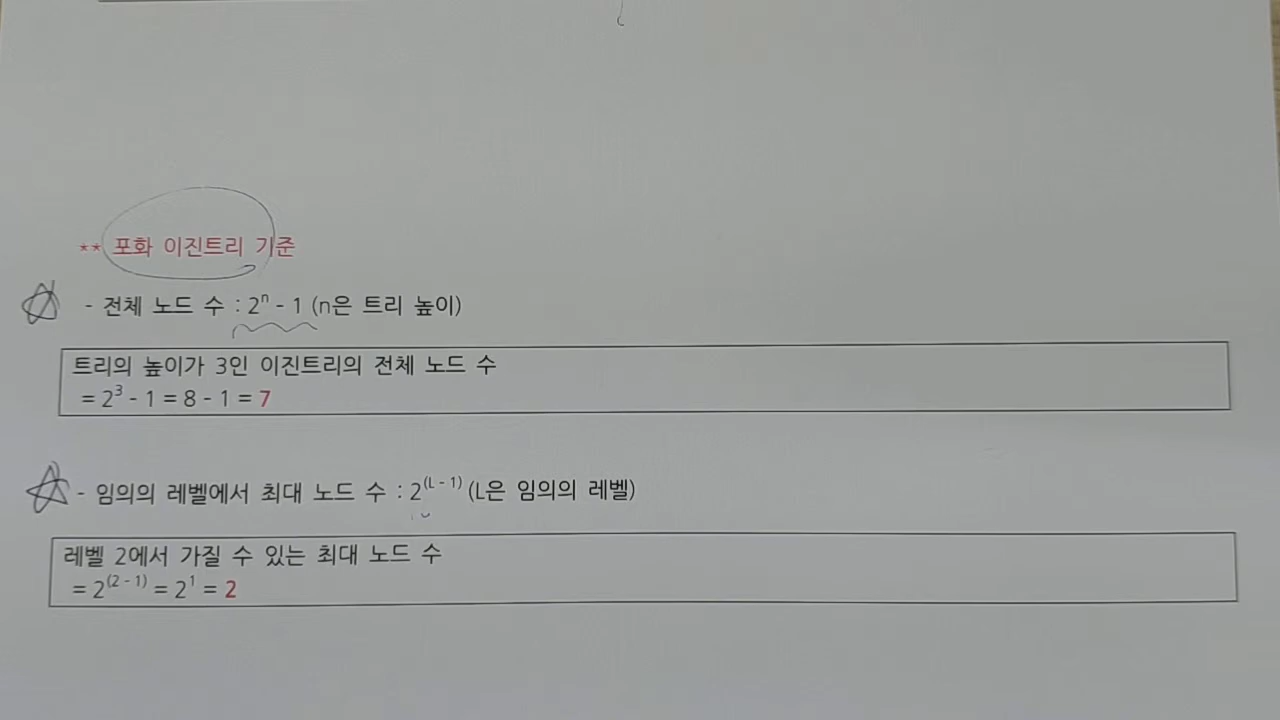 ** 포화 이진트리 기준
- 전체 노드 수 : 2ⁿ - 1 (n은 트리 높이)
트리의 높이가 3인 이진트리의 전체 노드 수
= 2³ - 1 = 8 - 1 = 7
- 임의의 레벨에서 최대 노드 수 : 2⁽ᴸ ⁻ ¹⁾ (L은 임의의 레벨)
레벨 2에서 가질 수 있는 최대 노드 수
= 2⁽² ⁻ ¹⁾ = 2¹ = 2